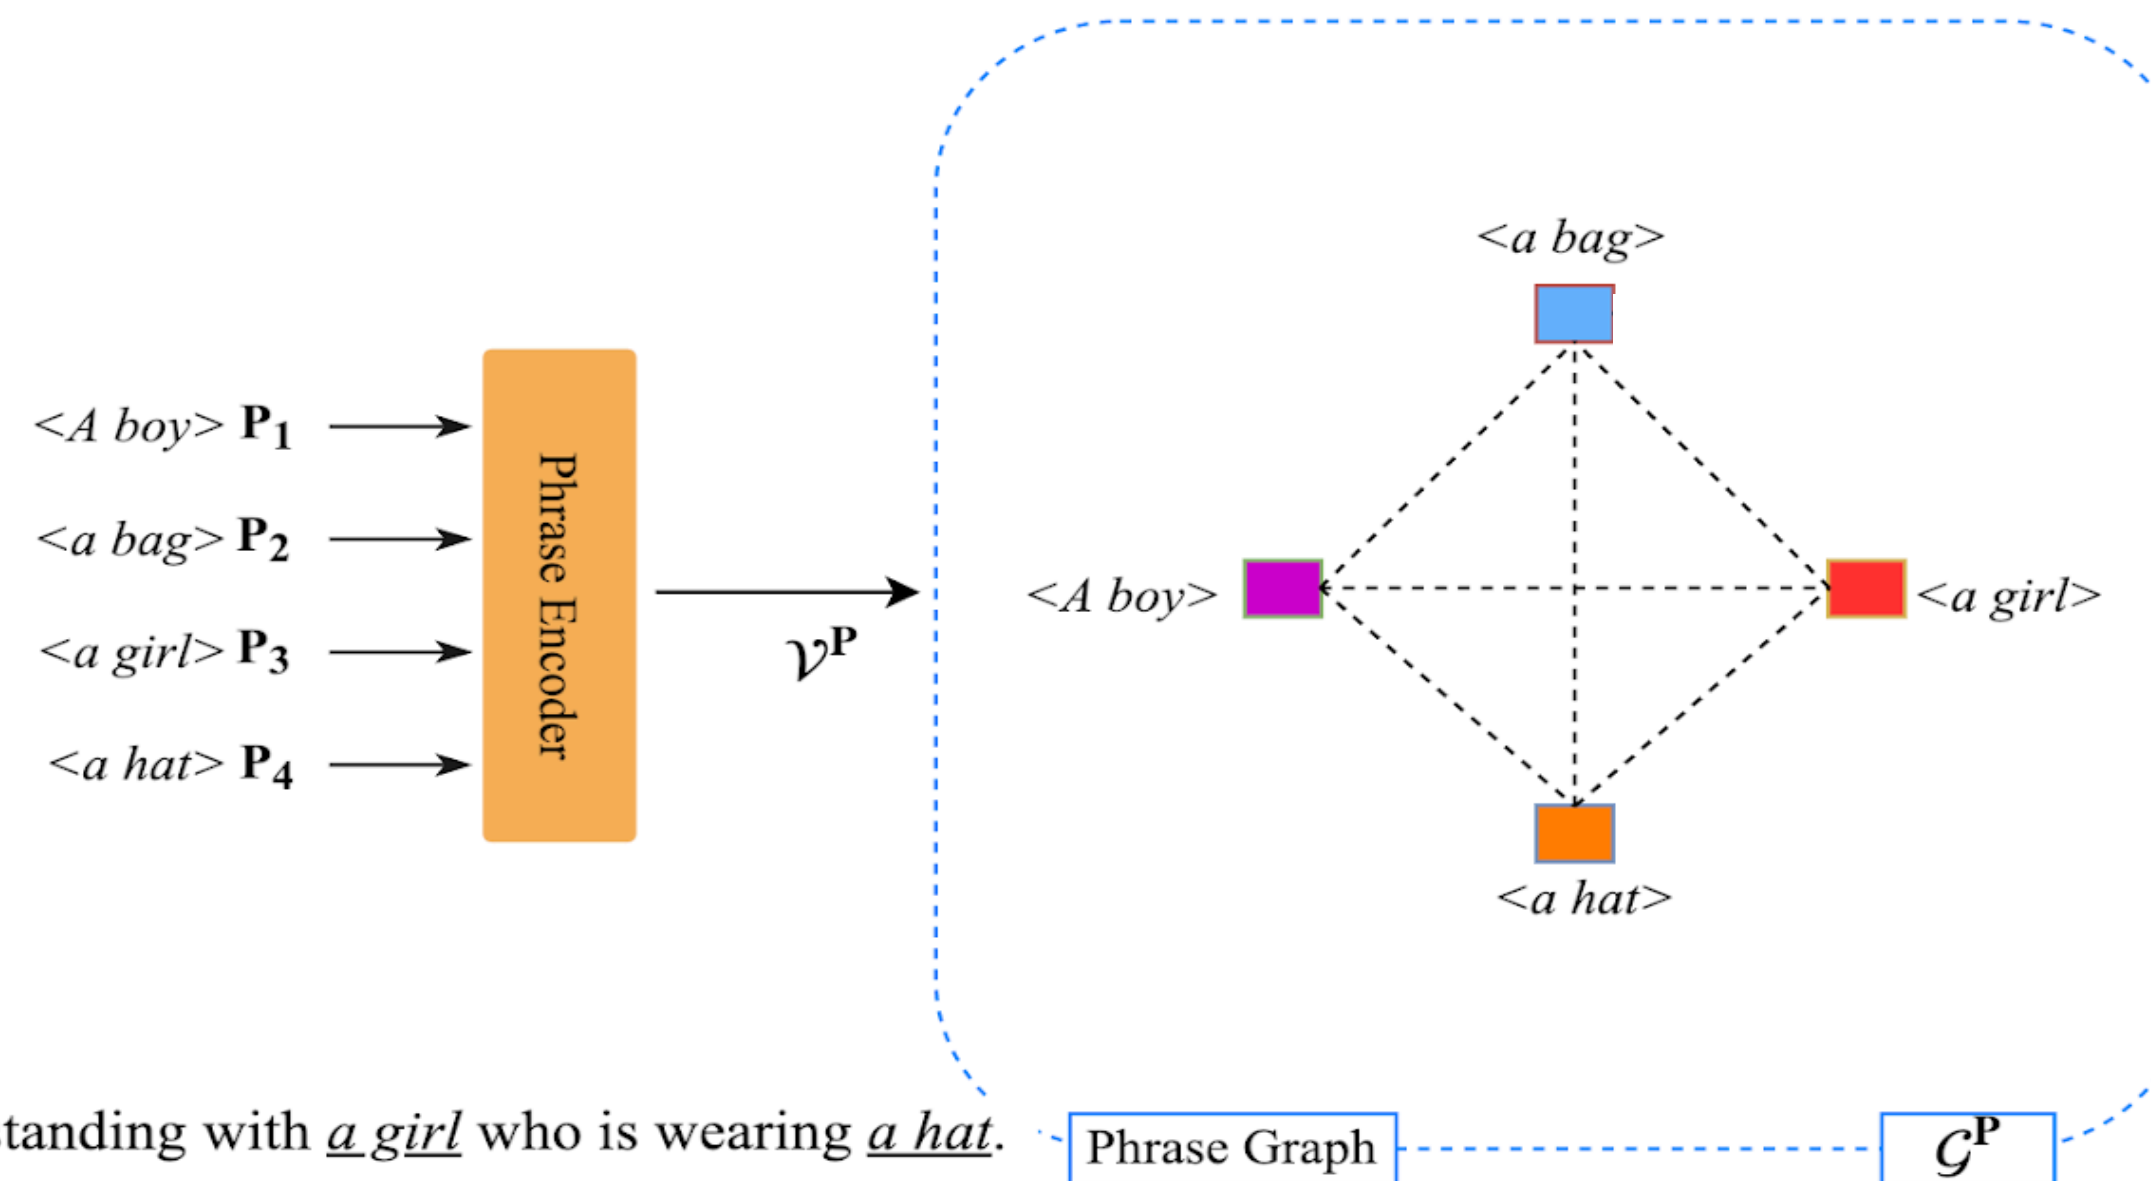 <A boy> P1
<a bag> P2
<a girl> P3
<a hat> P4
Phrase Encoder
𝒱P
<a bag>
<A boy>
<a girl>
<a hat>
with a girl who is wearing a hat.
Phrase Graph
𝒢P